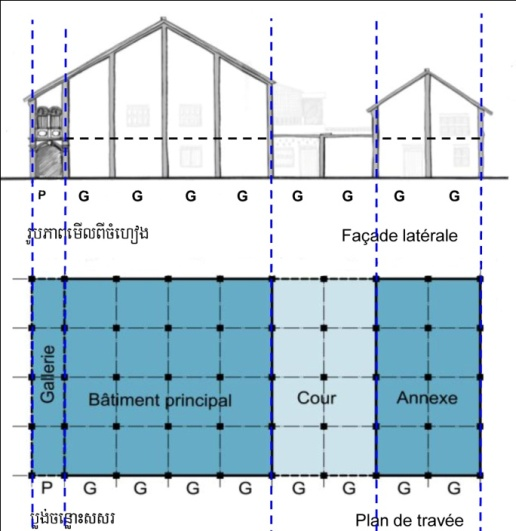 P G G G G G G G G
រូបភាពមើលពីចំហៀង
Façade latérale
Gallerie
Bâtiment principal
Cour
Annexe
P G G G G G G G G
ប្លង់ចន្លោះសសរ
Plan de travée